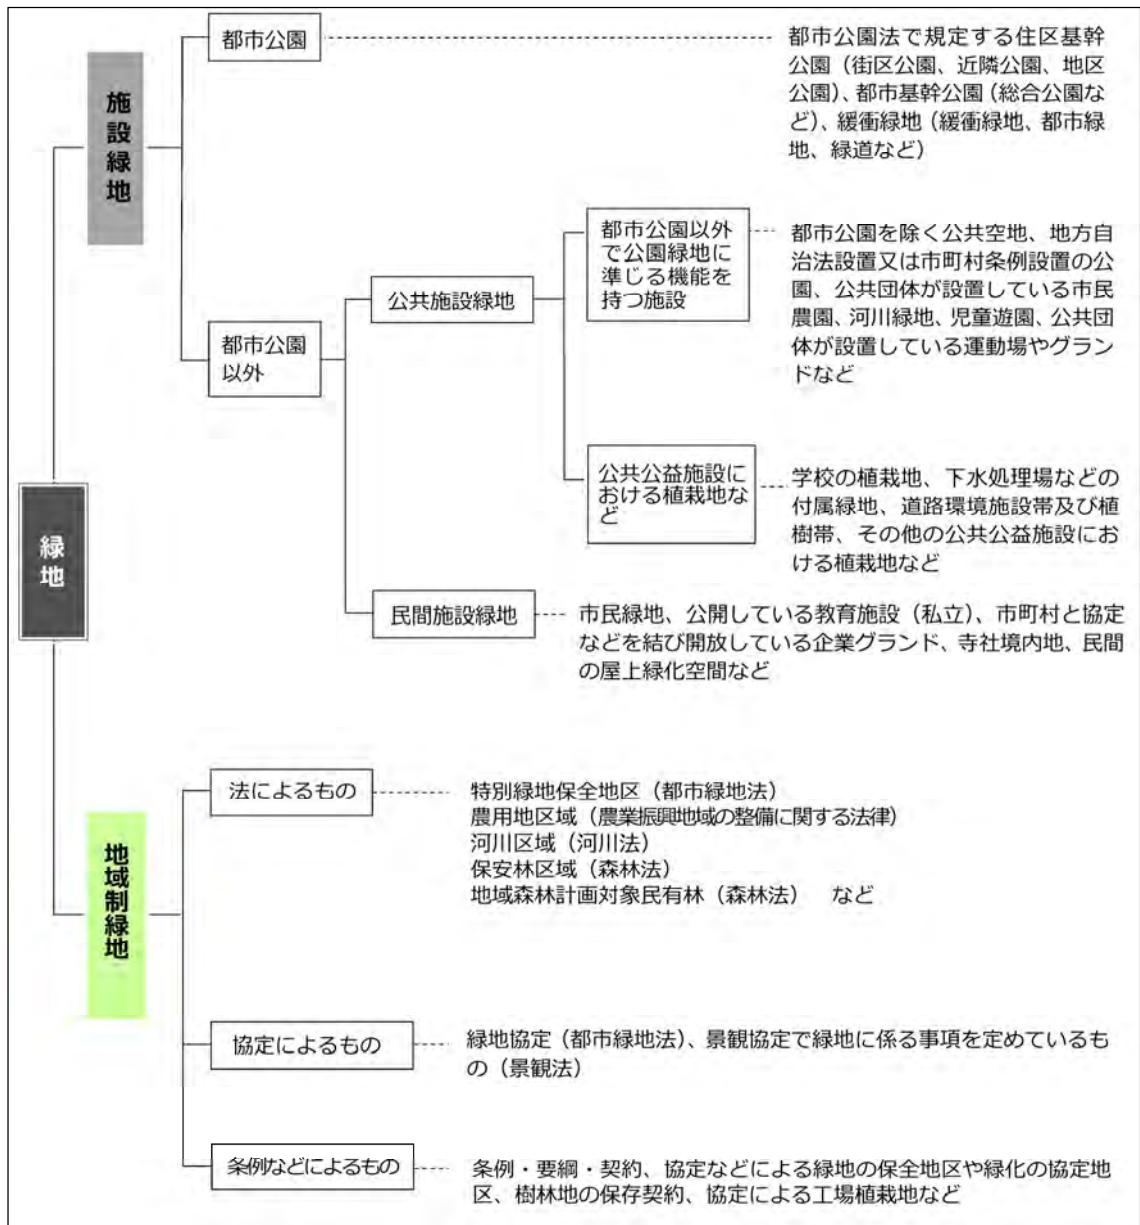 緑地
施設緑地
都市公園
都市公園法で規定する住区基幹
公園（街区公園、近隣公園、地区
公園）、都市基幹公園（総合公園な
ど）、緩衝緑地（緩衝緑地、都市緑
地、緑道など）
都市公園
以外
公共施設緑地
都市公園以外
で公園緑地に
準じる機能を
持つ施設
都市公園を除く公共空地、地方自
治法設置又は市町村条例設置の公
園、公共団体が設置している市民
農園、河川緑地、児童遊園、公共団
体が設置している運動場やグラン
ドなど
公共公益施設に
おける植栽地な
ど
学校の植栽地、下水処理場などの
付属緑地、道路環境施設帯及び植
樹帯、その他の公共公益施設にお
ける植栽地など
民間施設緑地
市民緑地、公開している教育施設（私立）、市町村と協定
などを結び開放している企業グランド、寺社境内地、民間
の屋上緑化空間など
地域制緑地
法によるもの
特別緑地保全地区（都市緑地法）
農用地区域（農業振興地域の整備に関する法律）
河川区域（河川法）
保安林区域（森林法）
地域森林計画対象民有林（森林法）　など
協定によるもの
緑地協定（都市緑地法）、景観協定で緑地に係る事項を定めているも
の（景観法）
条例などによるもの
条例・要綱・契約、協定などによる緑地の保全地区や緑化の協定地
区、樹林地の保存契約、協定による工場植栽地など